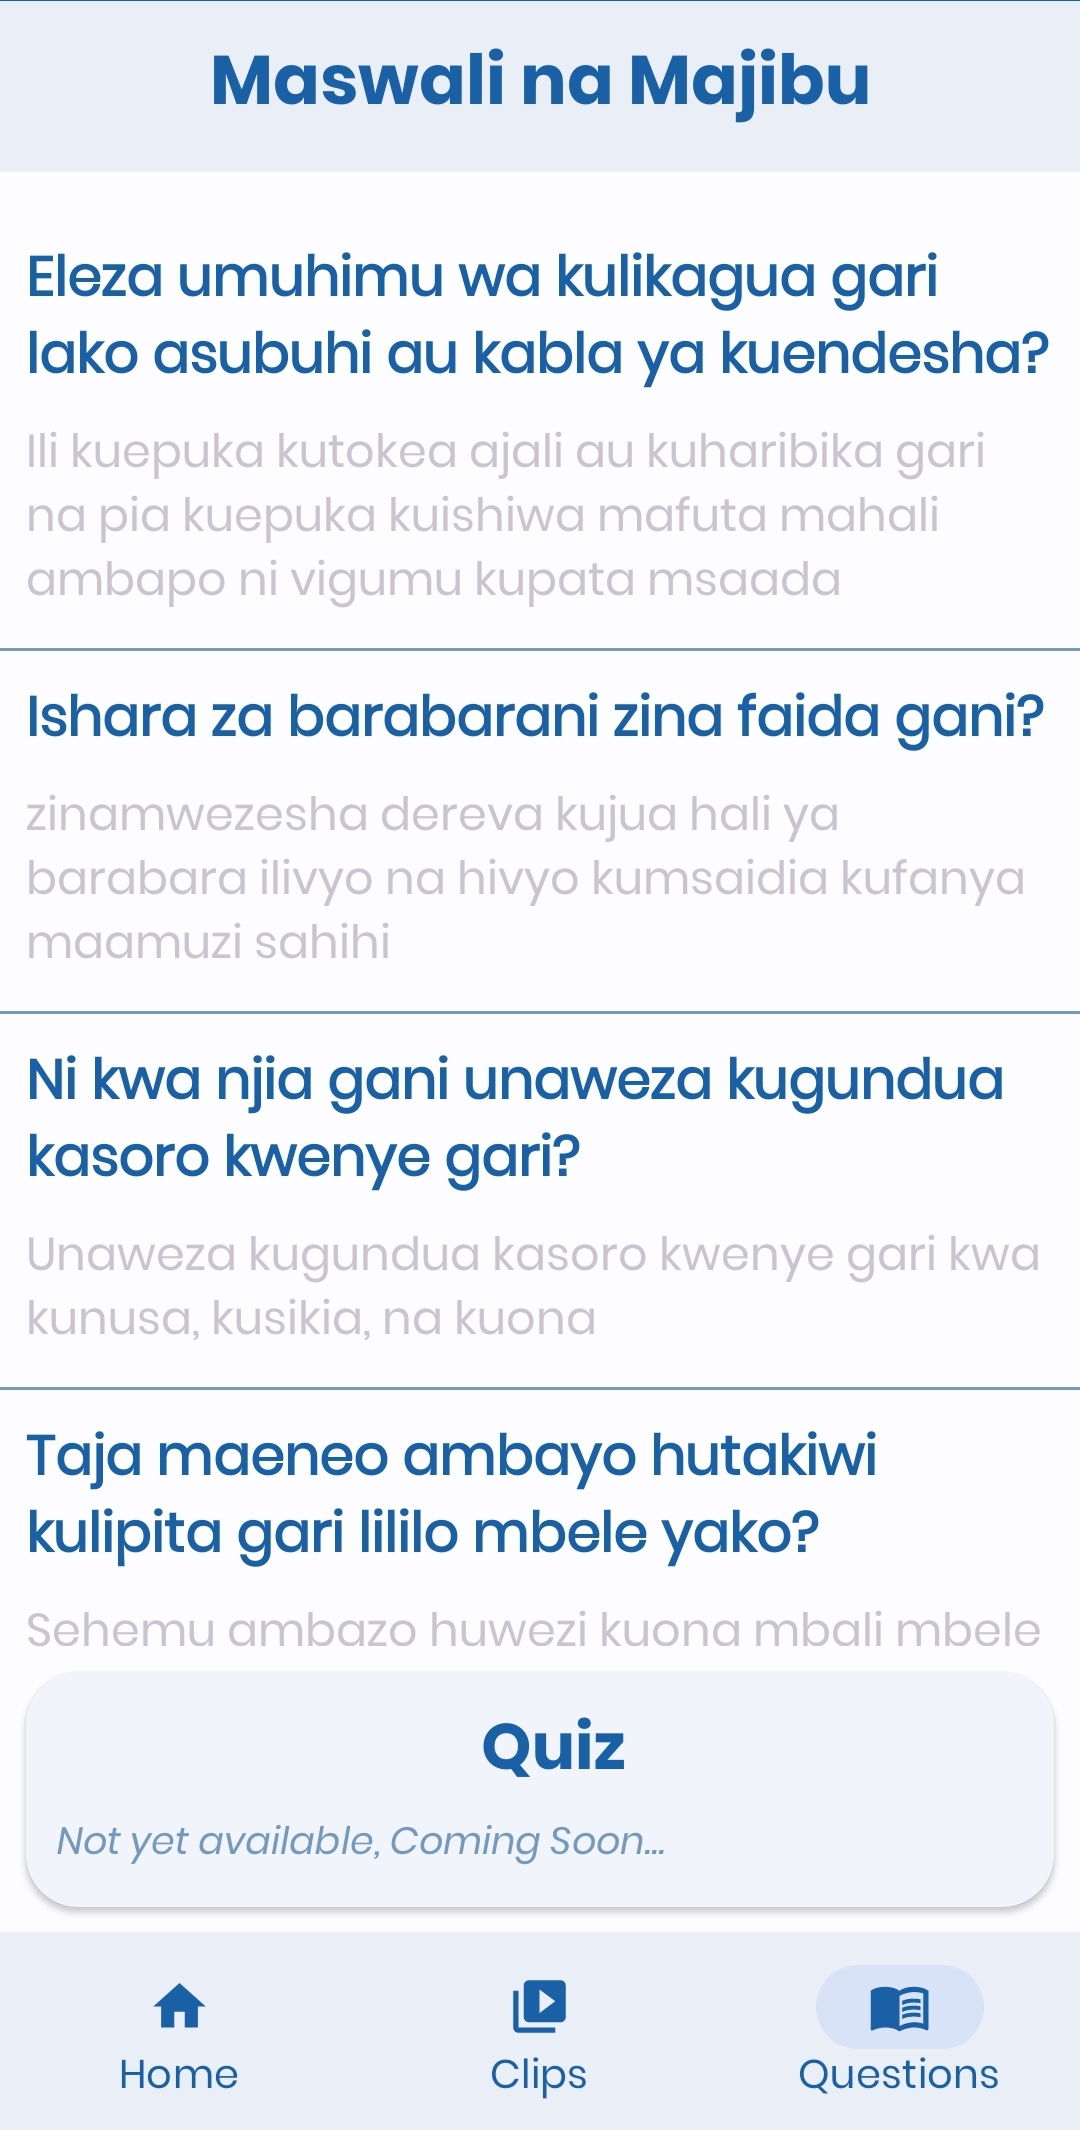 Maswali na Majibu
Eleza umuhimu wa kulikagua gari
lako asubuhi au kabla ya kuendesha?
Ili kuepuka kutokea ajali au kuharibika gari
na pia kuepuka kuishiwa mafuta mahali
ambapo ni vigumu kupata msaada
Ishara za barabarani zina faida gani?
zinamwezesha dereva kujua hali ya
barabara ilivyo na hivyo kumsaidia kufanya
maamuzi sahihi
Ni kwa njia gani unaweza kugundua
kasoro kwenye gari?
Unaweza kugundua kasoro kwenye gari kwa
kunusa, kusikia, na kuona
Taja maeneo ambayo hutakiwi
kulipita gari lililo mbele yako?
Sehemu ambazo huwezi kuona mbali mbele
Quiz
Not yet available, Coming Soon...
Home
Clips
Questions